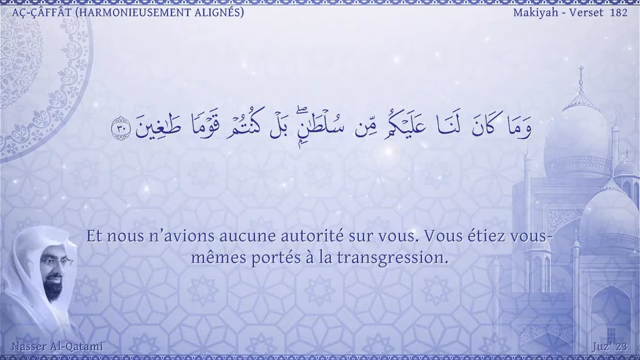 AÇ-ÇÂFFÂT (HARMONIEUSEMENT ALIGNÉS)
Makiyah - Verset 182
وَمَا كَانَ لَنَا عَلَيْكُم مِّن سُلْطَٰنٍۭ ۖ بَلْ كُنتُمْ قَوْمًا طَٰغِينَ ٣٠
Et nous n’avions aucune autorité sur vous. Vous étiez vous-
mêmes portés à la transgression.
Nasser Al-Qatami
Juz' 23